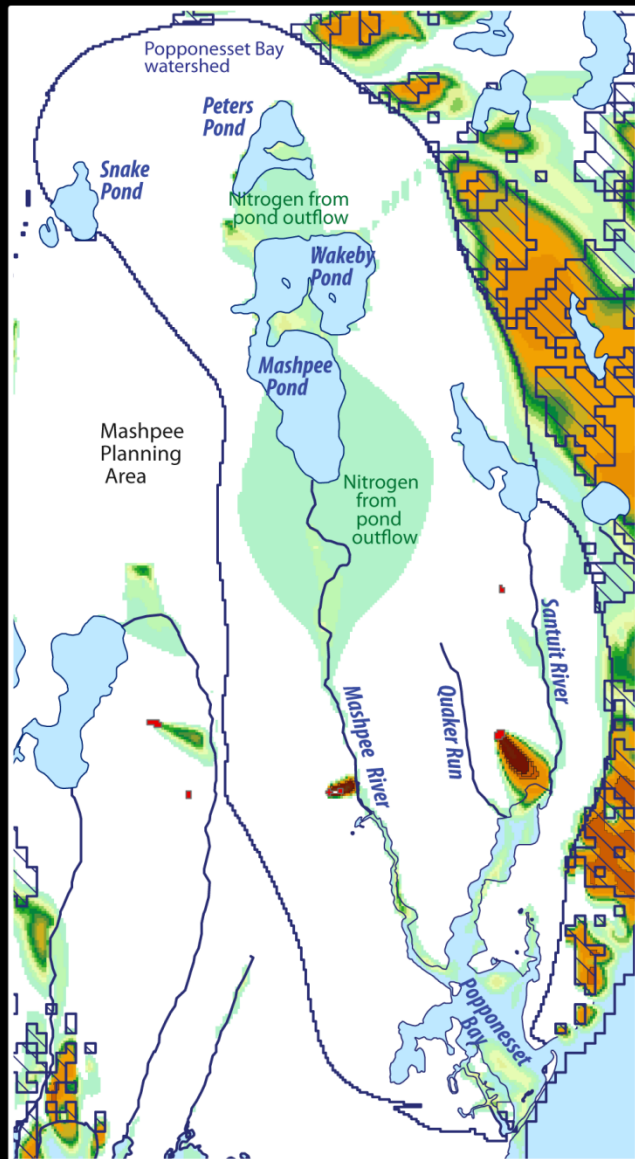 Popponesset Bay
watershed
Peters
Pond
Snake
Pond
Nitrogen from
pond outflow
Wakeby
Pond
Mashpee
Pond
Mashpee
Planning
Area
Nitrogen
from
pond
outflow
Santuit River
Quaker Run
Mashpee River
Popponesset
Bay